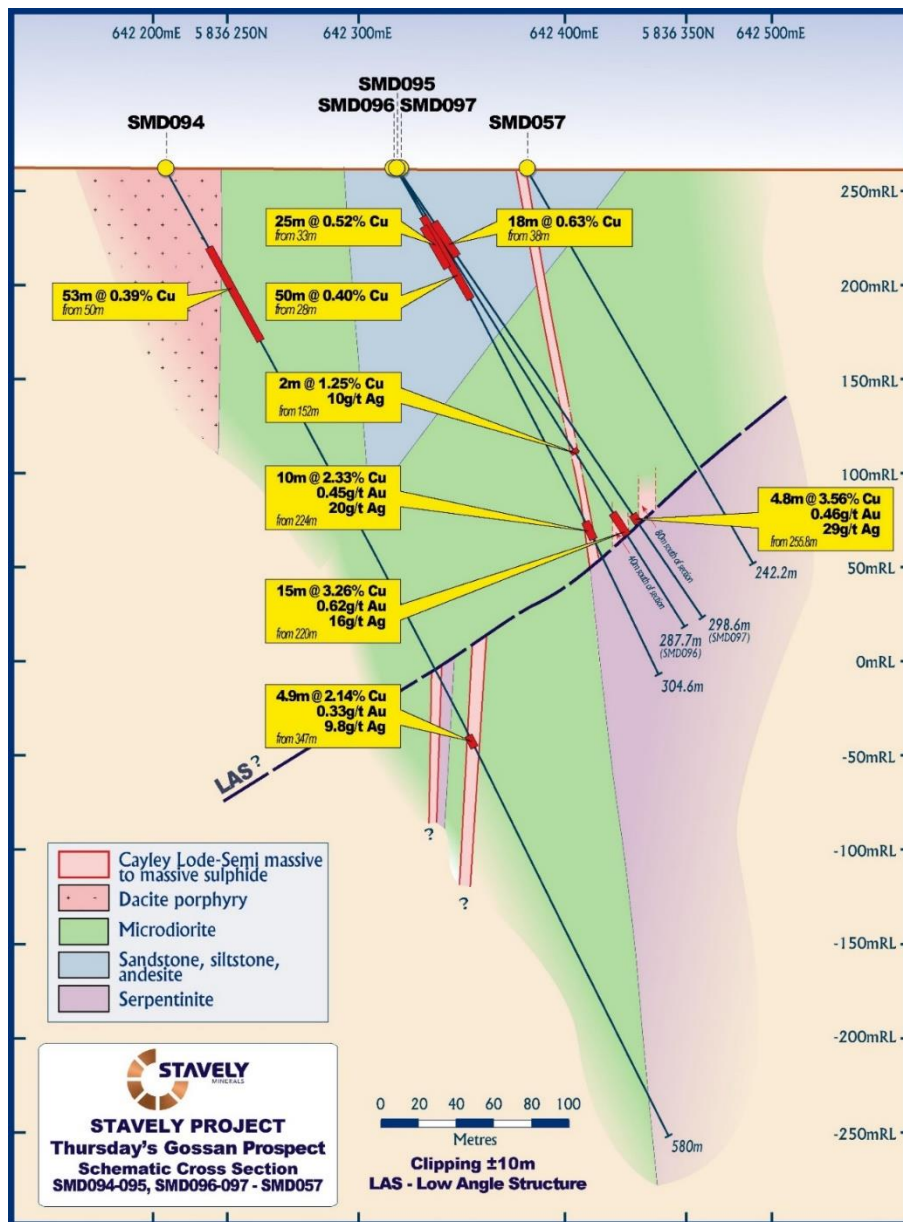 642 200mE 5 836 250N 642 300mE 642 400mE 5 836 350N 642 500mE
SMD095
SMD096 SMD097
SMD094
SMD057
250mRL
200mRL
150mRL
100mRL
50mRL
0mRL
-50mRL
-100mRL
-150mRL
-200mRL
-250mRL
25m @ 0.52% Cu
from 33m
18m @ 0.63% Cu
from 38m
53m @ 0.39% Cu
from 50m
50m @ 0.40% Cu
from 28m
2m @ 1.25% Cu
10g/t Ag
from 152m
10m @ 2.33% Cu
0.45g/t Au
20g/t Ag
from 224m
4.8m @ 3.56% Cu
0.46g/t Au
29g/t Ag
from 255.8m
15m @ 3.26% Cu
0.62g/t Au
16g/t Ag
from 220m
4.9m @ 2.14% Cu
0.33g/t Au
9.8g/t Ag
from 347m
80m south of section
40m south of section
242.2m
298.6m
(SMD097)
287.7m
(SMD096)
304.6m
LAS ?
?
?
580m
Cayley Lode-Semi massive
to massive sulphide
Dacite porphyry
Microdiorite
Sandstone, siltstone,
andesite
Serpentinite
STAVELY
MINERALS
STAVELY PROJECT
Thursday's Gossan Prospect
Schematic Cross Section
SMD094-095, SMD096-097 - SMD057
0 20 40 60 80 100
Metres
Clipping ±10m
LAS - Low Angle Structure